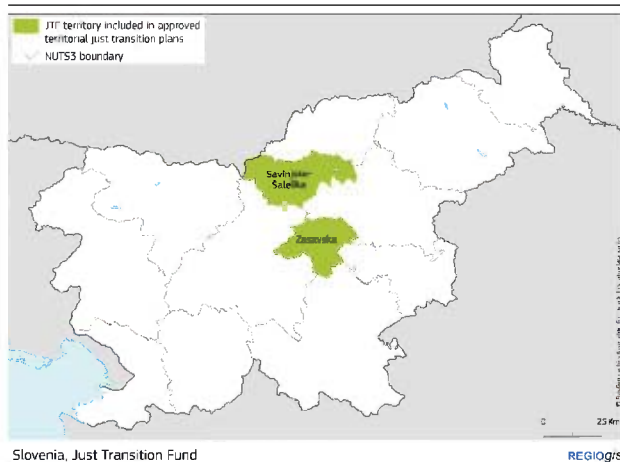 JTF territory included in approved
territorial just transition plans
NUTS3 boundary
Savinjsko-
Šaleška
Zasavska
0 25 Km
Slovenia, Just Transition Fund
REGIOgis